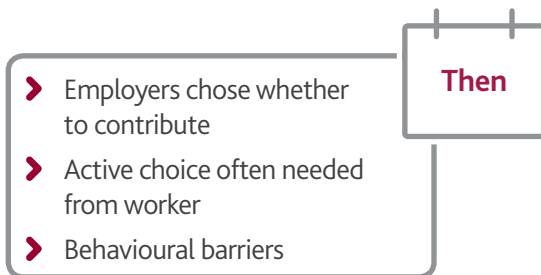 Then
Employers chose whether
to contribute
Active choice often needed
from worker
Behavioural barriers